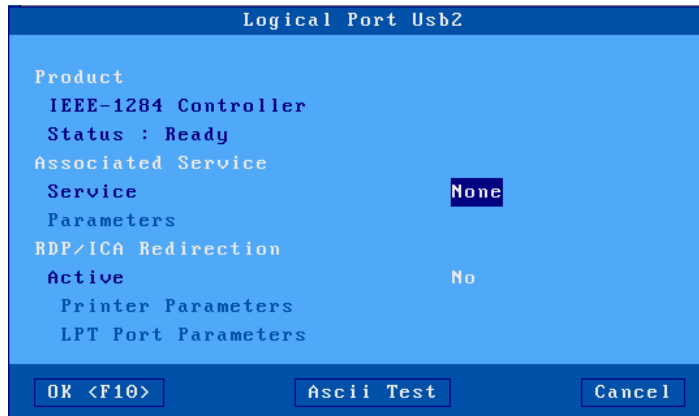 Logical Port Usb2
Product
IEEE-1284 Controller
Status : Ready
Associated Service
Service None
Parameters
RDP/ICA Redirection
Active No
Printer Parameters
LPT Port Parameters
OK <F10> Ascii Test Cancel